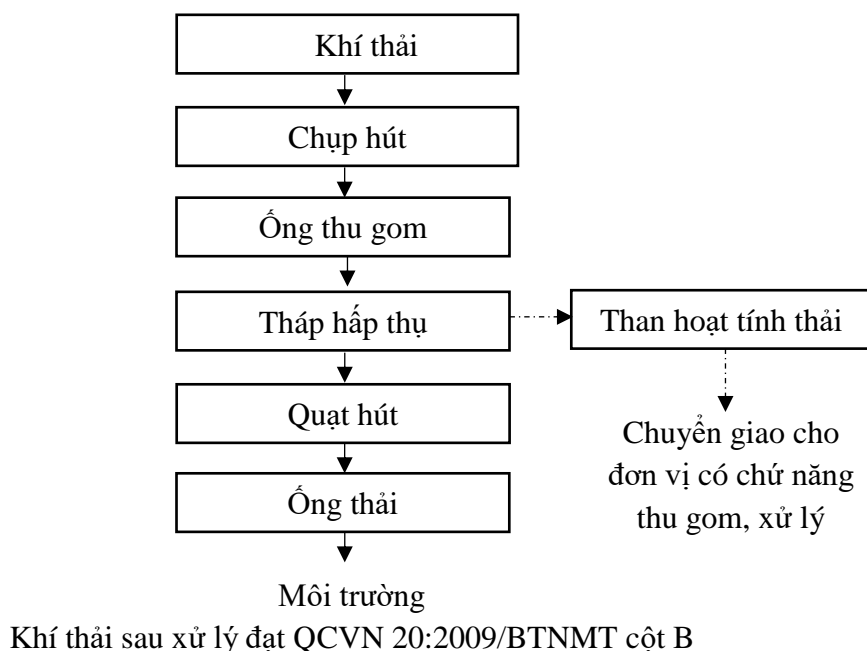 Khí thải
Chụp hút
Ống thu gom
Tháp hấp thụ
Than hoạt tính thải
Quạt hút
Chuyển giao cho
đơn vị có chứ năng
thu gom, xử lý
Ống thải
Môi trường
Khí thải sau xử lý đạt QCVN 20:2009/BTNMT cột B